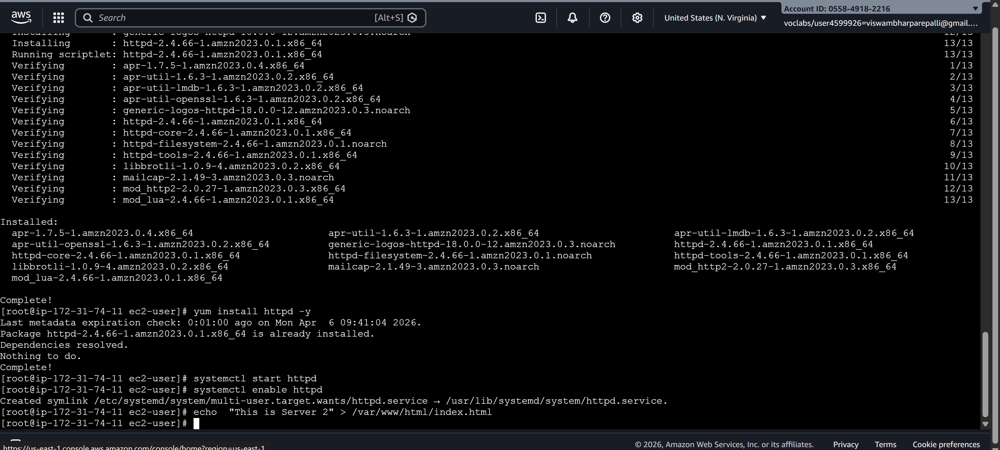 aws
Search [Alt+S]
United States (N. Virginia)
Account ID: 0558-4918-2216
voclabs/user4599926=viswambharparepalli@gmail....
Installing : generic-logos-httpd-18.0.0-12.amzn2023.0.3.noarch 12/13
Installing : httpd-2.4.66-1.amzn2023.0.1.x86_64 13/13
Running scriptlet: httpd-2.4.66-1.amzn2023.0.1.x86_64 13/13
Verifying : apr-1.7.5-1.amzn2023.0.4.x86_64 1/13
Verifying : apr-util-1.6.3-1.amzn2023.0.2.x86_64 2/13
Verifying : apr-util-lmdb-1.6.3-1.amzn2023.0.2.x86_64 3/13
Verifying : apr-util-openssl-1.6.3-1.amzn2023.0.2.x86_64 4/13
Verifying : generic-logos-httpd-18.0.0-12.amzn2023.0.3.noarch 5/13
Verifying : httpd-2.4.66-1.amzn2023.0.1.x86_64 6/13
Verifying : httpd-core-2.4.66-1.amzn2023.0.1.x86_64 7/13
Verifying : httpd-filesystem-2.4.66-1.amzn2023.0.1.noarch 8/13
Verifying : httpd-tools-2.4.66-1.amzn2023.0.1.x86_64 9/13
Verifying : libbrotli-1.0.9-4.amzn2023.0.2.x86_64 10/13
Verifying : mailcap-2.1.49-3.amzn2023.0.3.noarch 11/13
Verifying : mod_http2-2.0.27-1.amzn2023.0.3.x86_64 12/13
Verifying : mod_lua-2.4.66-1.amzn2023.0.1.x86_64 13/13
Installed:
apr-1.7.5-1.amzn2023.0.4.x86_64 apr-util-1.6.3-1.amzn2023.0.2.x86_64 apr-util-lmdb-1.6.3-1.amzn2023.0.2.x86_64
apr-util-openssl-1.6.3-1.amzn2023.0.2.x86_64 generic-logos-httpd-18.0.0-12.amzn2023.0.3.noarch httpd-2.4.66-1.amzn2023.0.1.x86_64
httpd-core-2.4.66-1.amzn2023.0.1.x86_64 httpd-filesystem-2.4.66-1.amzn2023.0.1.noarch httpd-tools-2.4.66-1.amzn2023.0.1.x86_64
libbrotli-1.0.9-4.amzn2023.0.2.x86_64 mailcap-2.1.49-3.amzn2023.0.3.noarch mod_http2-2.0.27-1.amzn2023.0.3.x86_64
mod_lua-2.4.66-1.amzn2023.0.1.x86_64
Complete!
[root@ip-172-31-74-11 ec2-user]# yum install httpd -y
Last metadata expiration check: 0:01:00 ago on Mon Apr  6 09:41:04 2026.
Package httpd-2.4.66-1.amzn2023.0.1.x86_64 is already installed.
Dependencies resolved.
Nothing to do.
Complete!
[root@ip-172-31-74-11 ec2-user]# systemctl start httpd
[root@ip-172-31-74-11 ec2-user]# systemctl enable httpd
Created symlink /etc/systemd/system/multi-user.target.wants/httpd.service → /usr/lib/systemd/system/httpd.service.
[root@ip-172-31-74-11 ec2-user]# echo  "This is Server 2" > /var/www/html/index.html
[root@ip-172-31-74-11 ec2-user]#
© 2026, Amazon Web Services, Inc. or its affiliates. Privacy Terms Cookie preferences
https://us-east-1.console.aws.amazon.com/console/home?region=us-east-1